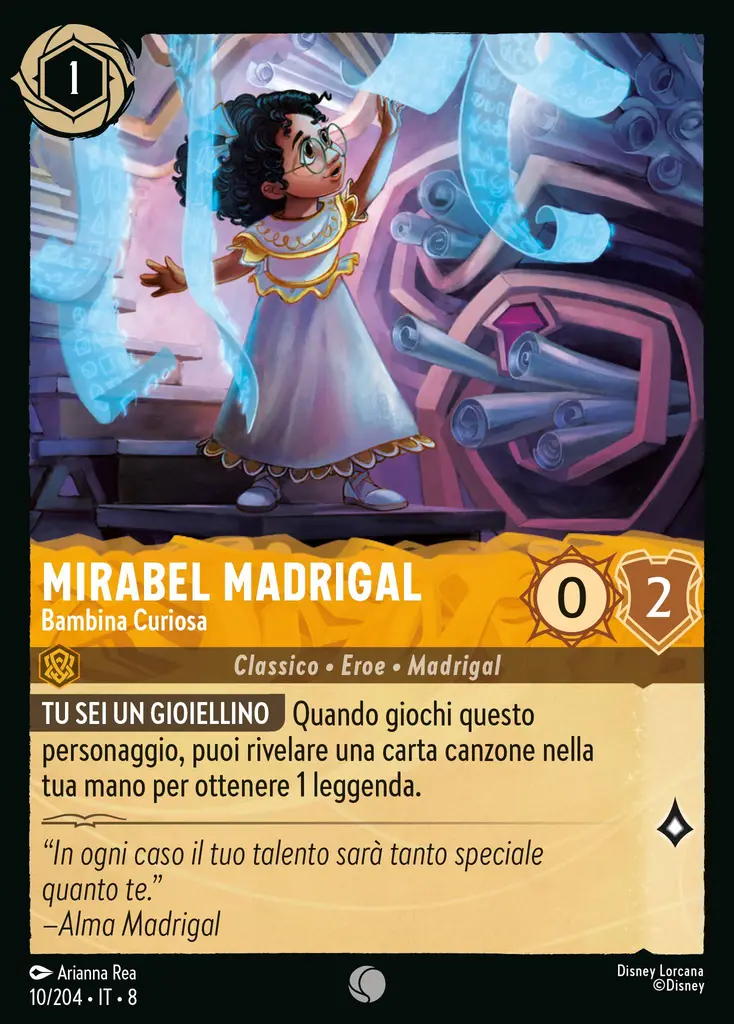 1
MIRABEL MADRIGAL
Bambina Curiosa
0
2
Classico • Eroe • Madrigal
TU SEI UN GIOIELLINO Quando giochi questo
personaggio, puoi rivelare una carta canzone nella
tua mano per ottenere 1 leggenda.
“In ogni caso il tuo talento sarà tanto speciale
quanto te.”
–Alma Madrigal
Arianna Rea
10/204 • IT • 8
Disney Lorcana
©Disney